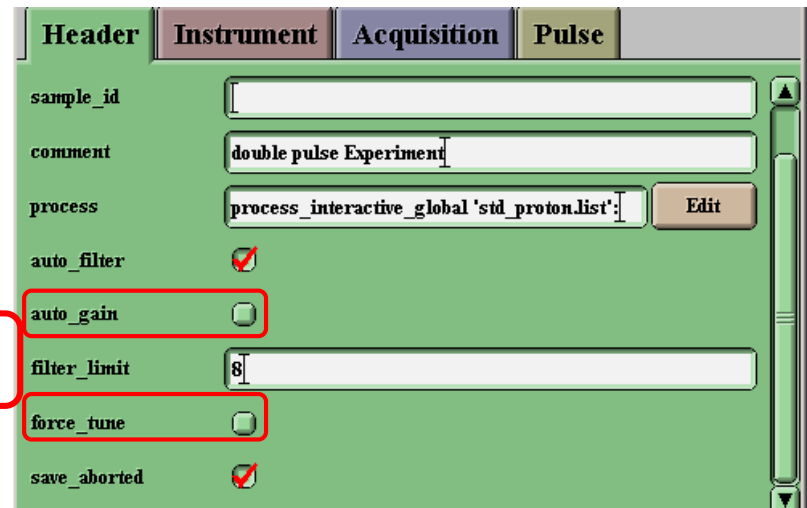 Header Instrument Acquisition Pulse
sample_id
comment double pulse Experiment
process process_interactive_global 'std_proton.list': Edit
auto_filter
auto_gain
filter_limit 8
force_tune
save_aborted